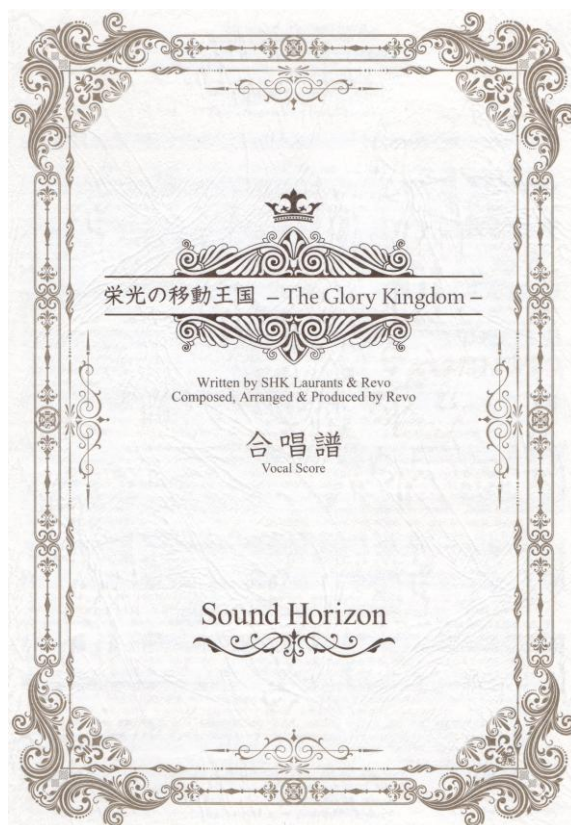 栄光の移動王国 – The Glory Kingdom –
Written by SHK Laurants & Revo
Composed, Arranged & Produced by Revo
合唱譜
Vocal Score
Sound Horizon